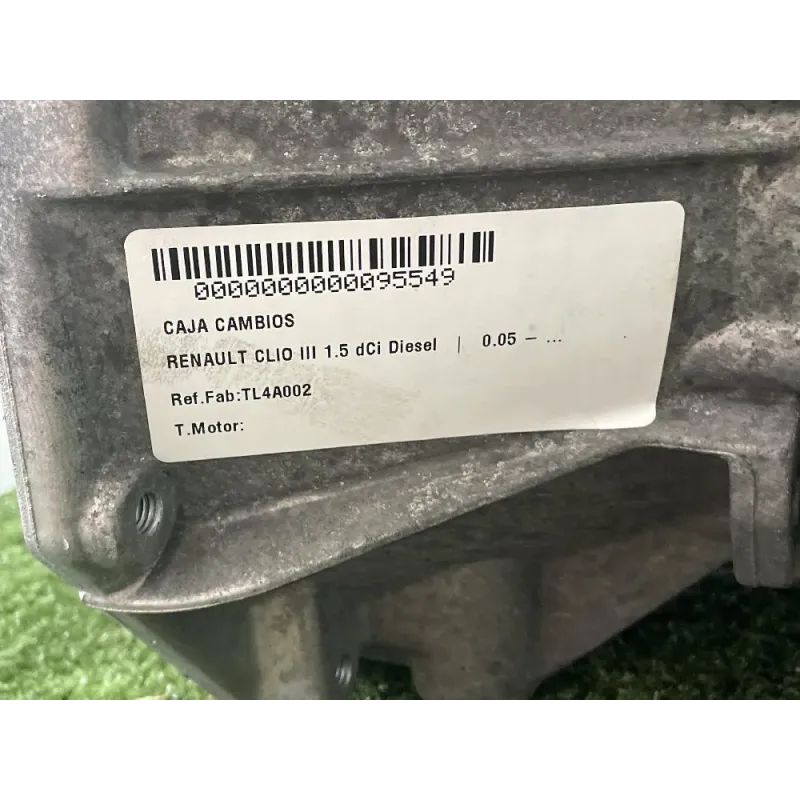 0000000000095549
CAJA CAMBIOS
RENAULT CLIO III 1.5 dCi Diesel | 0.05 – ...
Ref.Fab:TL4A002
T.Motor: